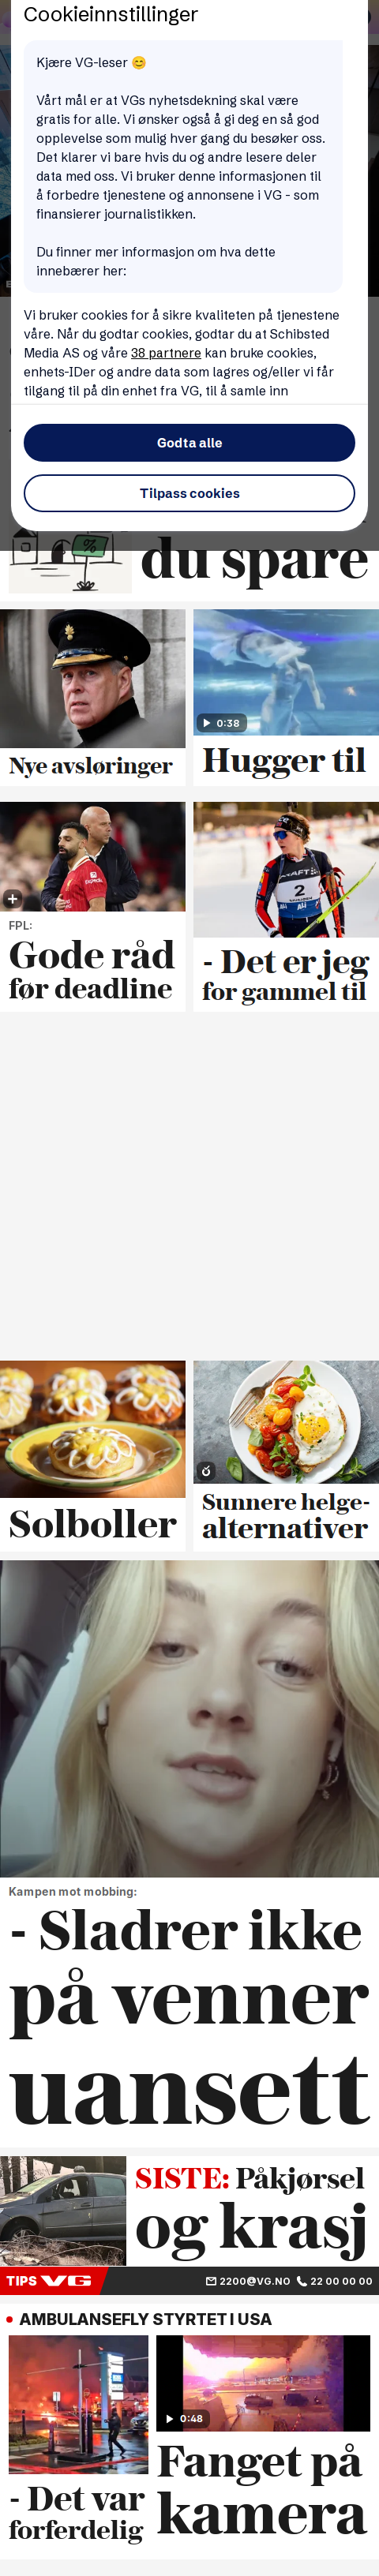 Cookieinnstillinger
Kjære VG-leser 😊
Vårt mål er at VGs nyhetsdekning skal være
gratis for alle. Vi ønsker også å gi deg en så god
opplevelse som mulig hver gang du besøker oss.
Det klarer vi bare hvis du og andre lesere deler
data med oss. Vi bruker denne informasjonen til
å forbedre tjenestene og annonsene i VG - som
finansierer journalistikken.
Du finner mer informasjon om hva dette
innebærer her:
Vi bruker cookies for å sikre kvaliteten på tjenestene
våre. Når du godtar cookies, godtar du at Schibsted
Media AS og våre 38 partnere kan bruke cookies,
enhets-IDer og andre data som lagres og/eller vi får
tilgang til på din enhet fra VG, til å samle inn
Godta alle
Tilpass cookies
%
du spare
0:38
Nye avsløringer
Hugger til
2
FPL:
Gode råd
før deadline
- Det er jeg
for gammel til
Solboller
Sunnere helge-
alternativer
Kampen mot mobbing:
- Sladrer ikke
på venner
uansett
SISTE: Påkjørsel
og krasj
TIPS VG
2200@VG.NO 22 00 00 00
AMBULANSEFLY STYRTET I USA
0:48
- Det var
forferdelig
Fanget på
kamera